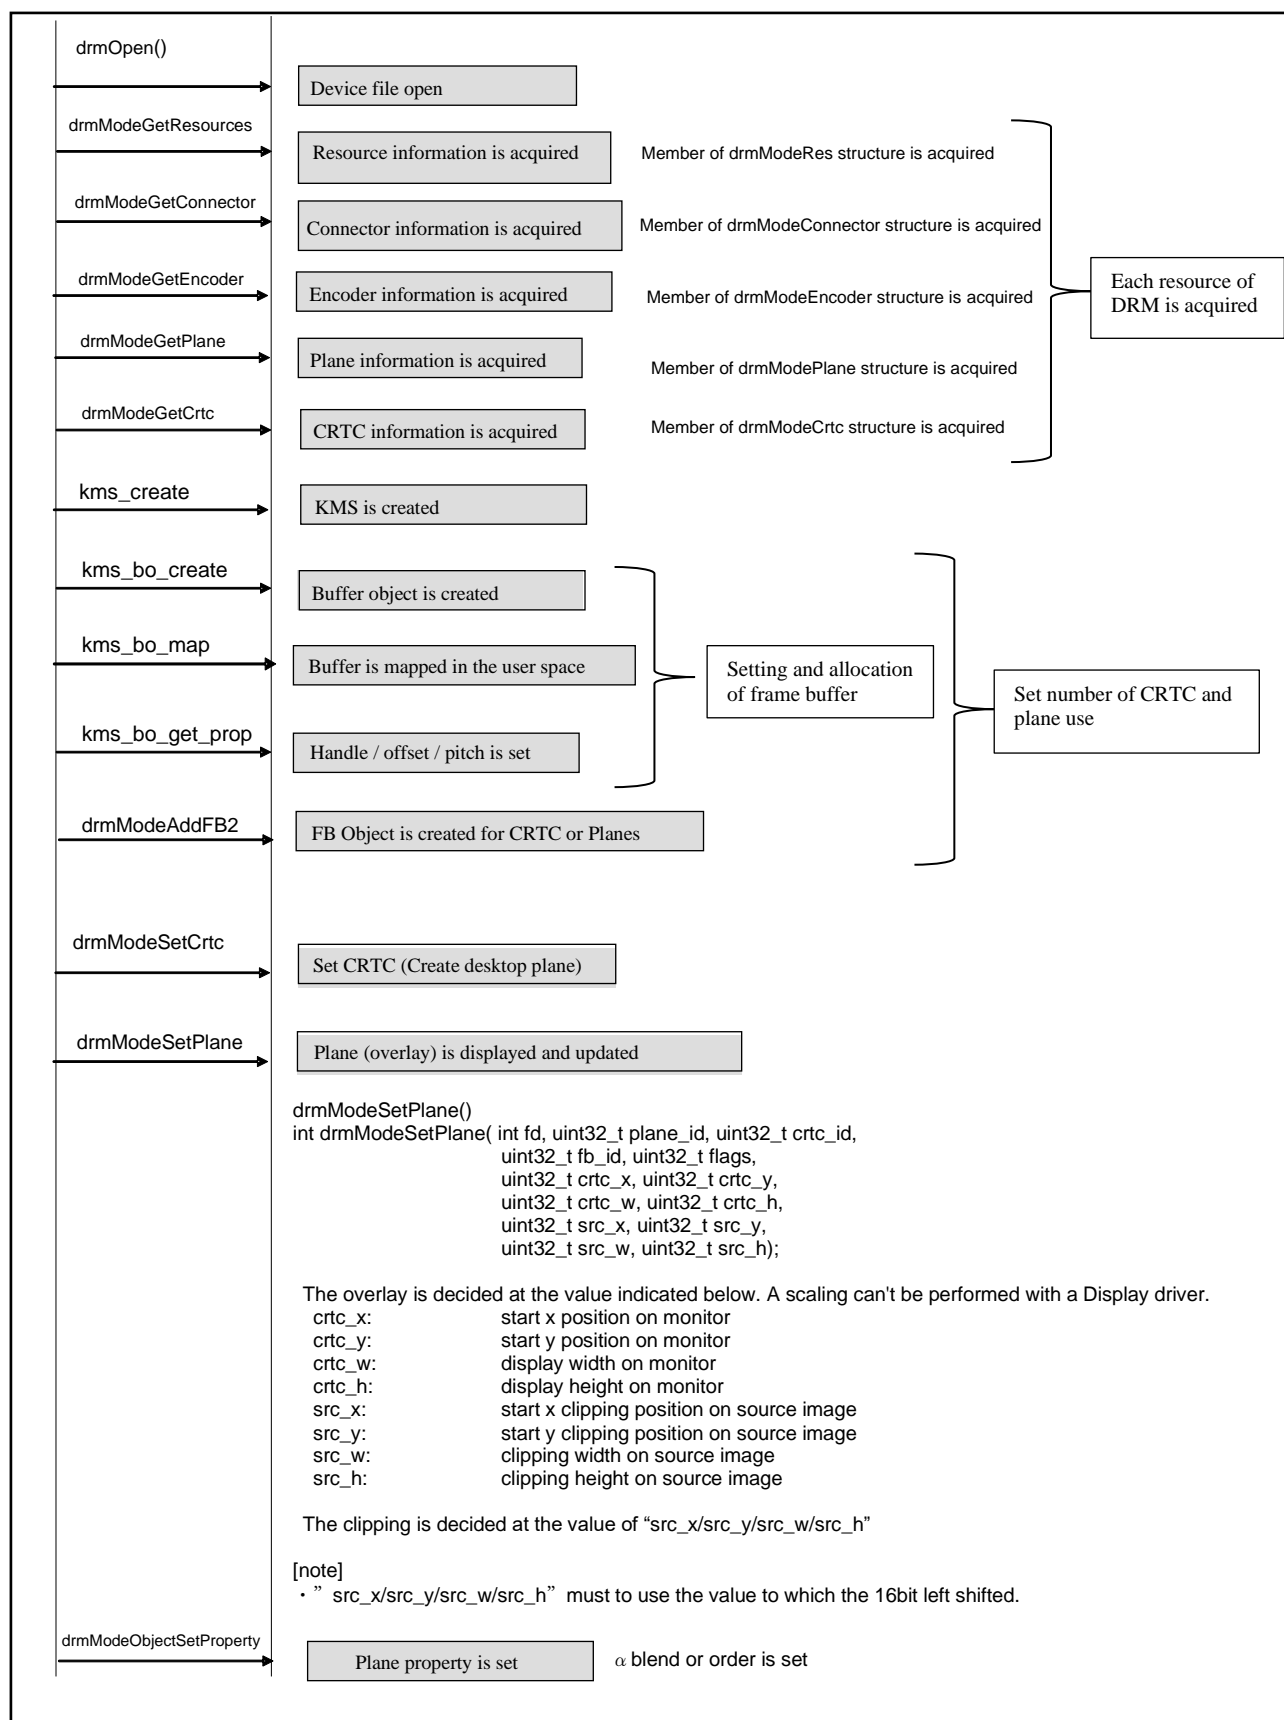 drmOpen()
Device file open
drmModeGetResources
Resource information is acquired
Member of drmModeRes structure is acquired
drmModeGetConnector
Connector information is acquired
Member of drmModeConnector structure is acquired
drmModeGetEncoder
Encoder information is acquired
Member of drmModeEncoder structure is acquired
Each resource of
DRM is acquired
drmModeGetPlane
Plane information is acquired
Member of drmModePlane structure is acquired
drmModeGetCrtc
CRTC information is acquired
Member of drmModeCrtc structure is acquired
kms_create
KMS is created
kms_bo_create
Buffer object is created
kms_bo_map
Buffer is mapped in the user space
Setting and allocation
of frame buffer
Set number of CRTC and
plane use
kms_bo_get_prop
Handle / offset / pitch is set
drmModeAddFB2
FB Object is created for CRTC or Planes
drmModeSetCrtc
Set CRTC (Create desktop plane)
drmModeSetPlane
Plane (overlay) is displayed and updated
drmModeSetPlane()
int drmModeSetPlane( int fd, uint32_t plane_id, uint32_t crtc_id,
uint32_t fb_id, uint32_t flags,
uint32_t crtc_x, uint32_t crtc_y,
uint32_t crtc_w, uint32_t crtc_h,
uint32_t src_x, uint32_t src_y,
uint32_t src_w, uint32_t src_h);
The overlay is decided at the value indicated below. A scaling can't be performed with a Display driver.
crtc_x: start x position on monitor
crtc_y: start y position on monitor
crtc_w: display width on monitor
crtc_h: display height on monitor
src_x: start x clipping position on source image
src_y: start y clipping position on source image
src_w: clipping width on source image
src_h: clipping height on source image
The clipping is decided at the value of “src_x/src_y/src_w/src_h”
[note]
・” src_x/src_y/src_w/src_h” must to use the value to which the 16bit left shifted.
drmModeObjectSetProperty
Plane property is set
α blend or order is set